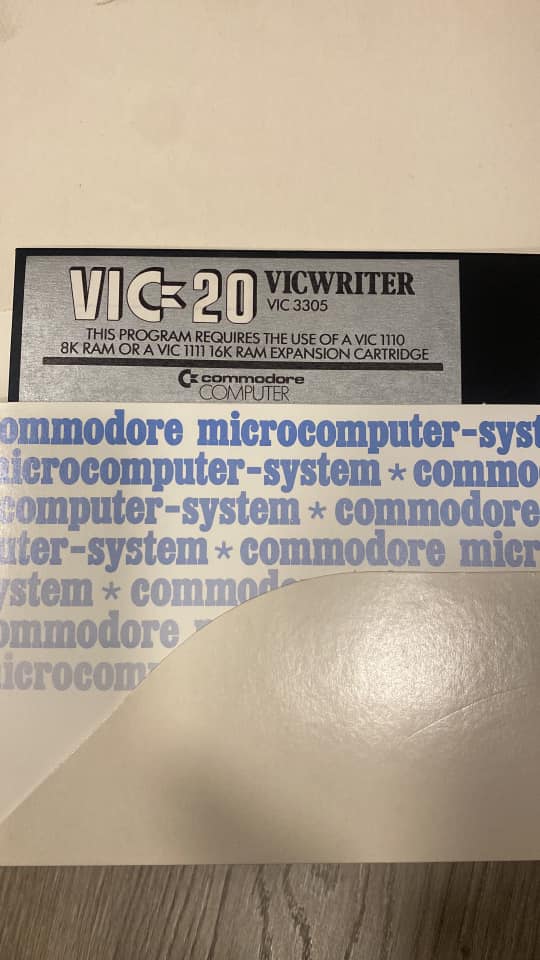 VIC-20 VICWRITER
VIC 3305
THIS PROGRAM REQUIRES THE USE OF A VIC 1110
8K RAM OR A VIC 1111 16K RAM EXPANSION CARTRIDGE
commodore
COMPUTER
ommodore microcomputer-syst
icrocomputer-system * commo
computer-system * commodore
uter-system * commodore micr
ystem * commod
ommodore
icrocom